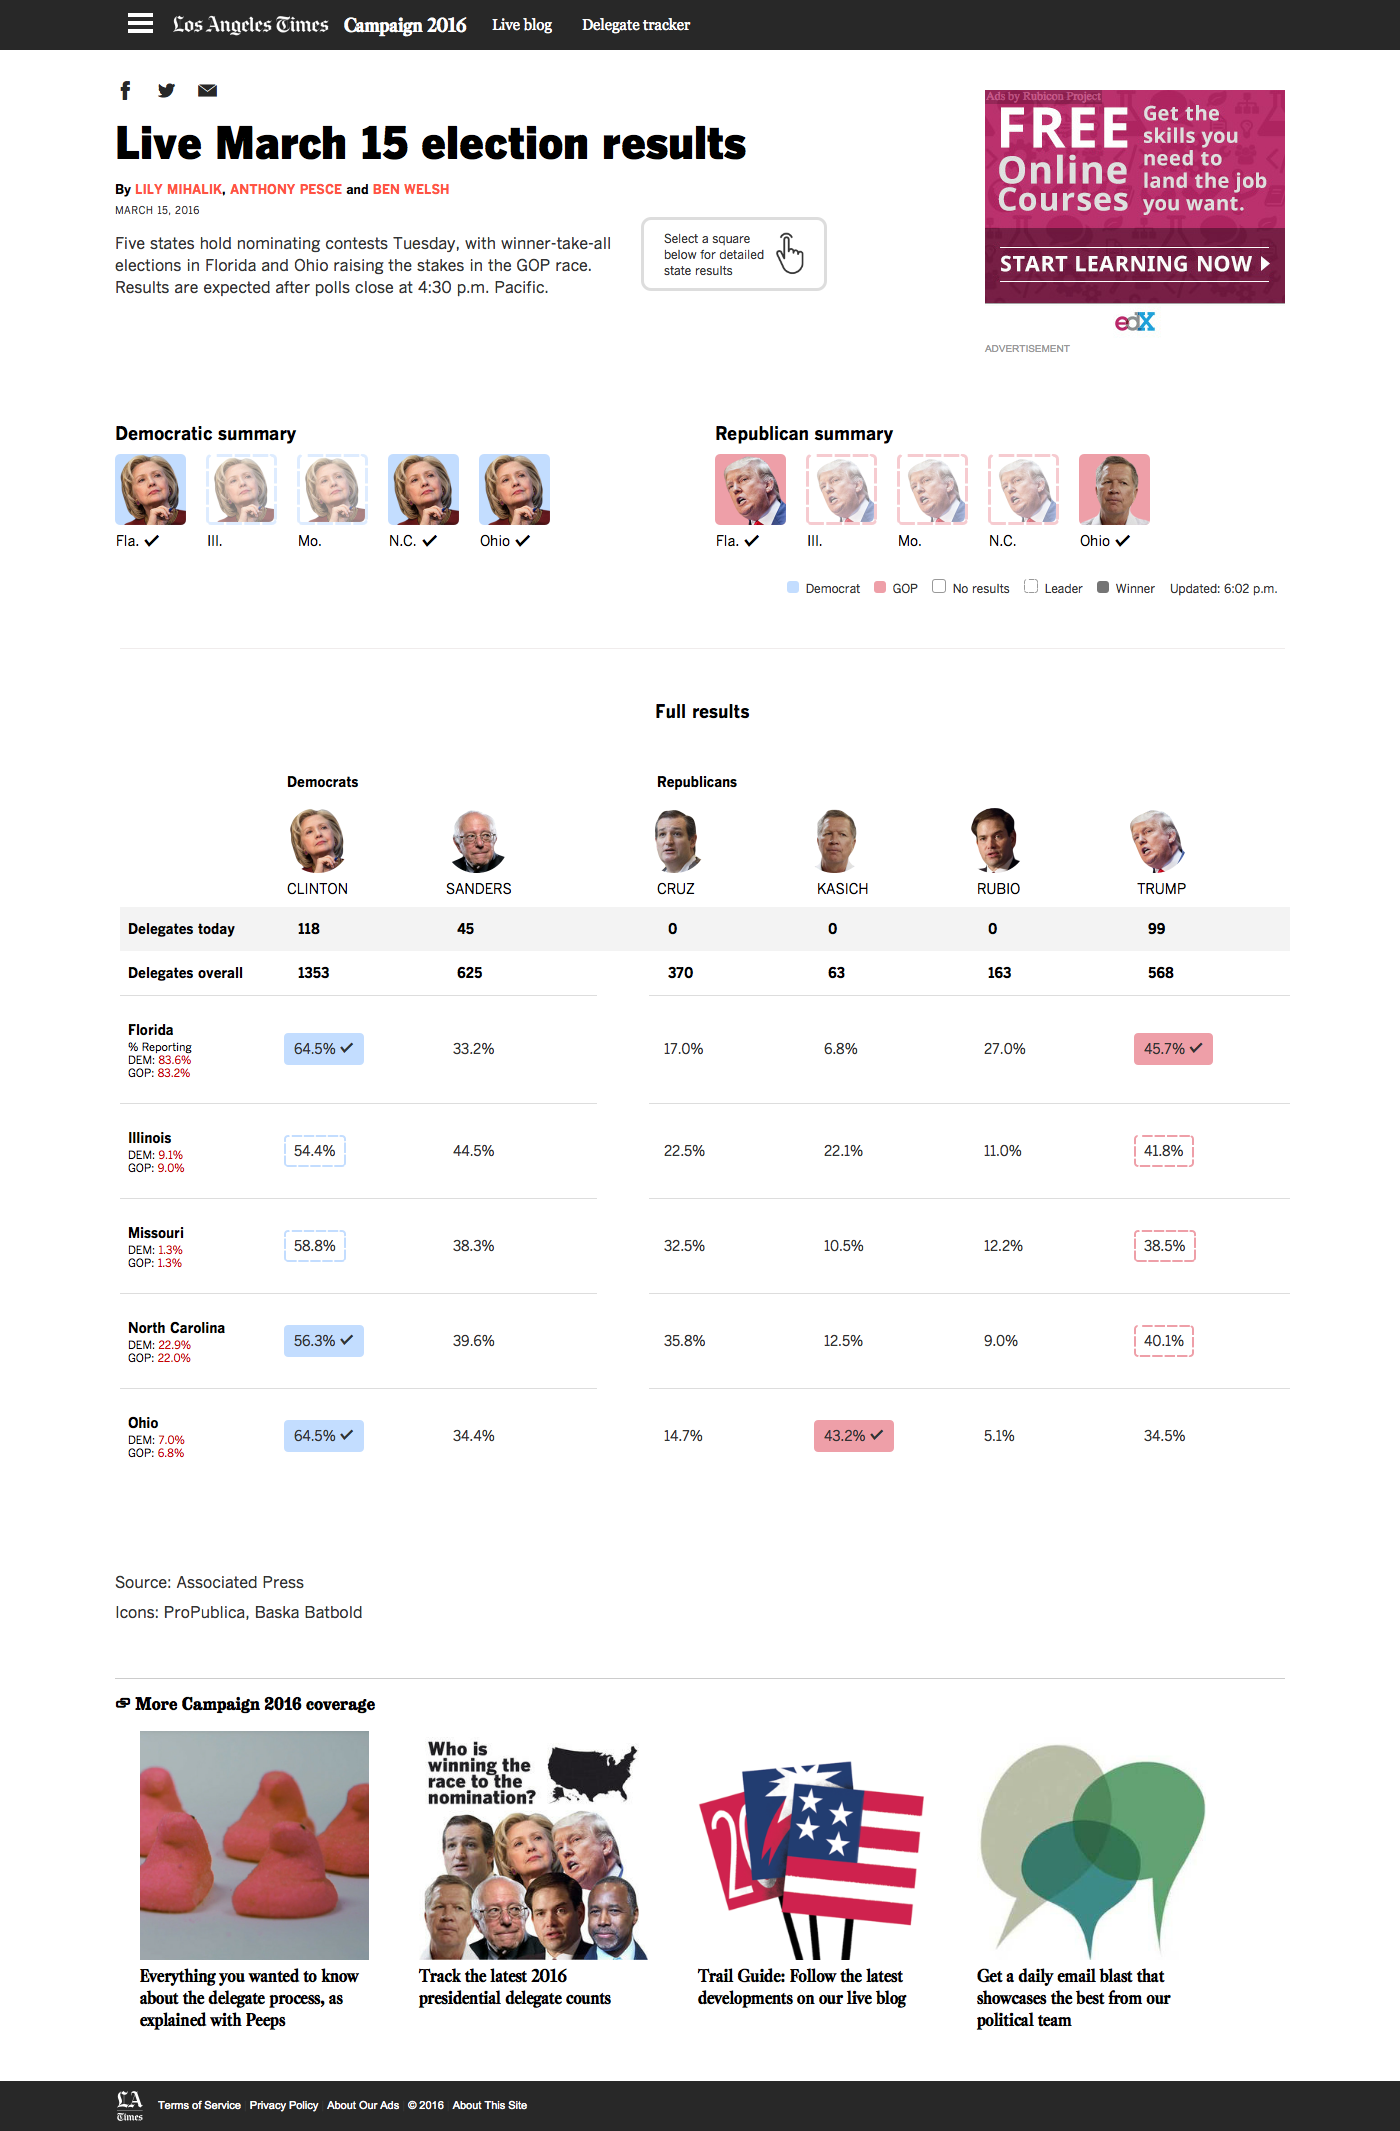 Los Angeles Times Campaign 2016 Live blog Delegate tracker
Live March 15 election results
By LILY MIHALIK, ANTHONY PESCE and BEN WELSH
MARCH 15, 2016
Five states hold nominating contests Tuesday, with winner-take-all
elections in Florida and Ohio raising the stakes in the GOP race.
Results are expected after polls close at 4:30 p.m. Pacific.
Select a square
below for detailed
state results
Ads by Rubicon Project
FREE
Online
Courses
Get the
skills you
need to
land the job
you want.
START LEARNING NOW
edX
ADVERTISEMENT
Democratic summary
Fla. Ill. Mo. N.C. Ohio
Republican summary
Fla. Ill. Mo. N.C. Ohio
Democrat GOP No results Leader Winner Updated: 6:02 p.m.
Full results
Democrats Republicans
CLINTON SANDERS CRUZ KASICH RUBIO TRUMP
Delegates today 118 45 0 0 0 99
Delegates overall 1353 625 370 63 163 568
Florida
% Reporting
DEM: 83.6%
GOP: 83.2%
64.5% 33.2% 17.0% 6.8% 27.0% 45.7%
Illinois
DEM: 9.1%
GOP: 9.0%
54.4% 44.5% 22.5% 22.1% 11.0% 41.8%
Missouri
DEM: 1.3%
GOP: 1.3%
58.8% 38.3% 32.5% 10.5% 12.2% 38.5%
North Carolina
DEM: 22.9%
GOP: 22.0%
56.3% 39.6% 35.8% 12.5% 9.0% 40.1%
Ohio
DEM: 7.0%
GOP: 6.8%
64.5% 34.4% 14.7% 43.2% 5.1% 34.5%
Source: Associated Press
Icons: ProPublica, Baska Batbold
More Campaign 2016 coverage
Everything you wanted to know
about the delegate process, as
explained with Peeps
Who is
winning the
race to the
nomination?
Track the latest 2016
presidential delegate counts
20
Trail Guide: Follow the latest
developments on our live blog
Get a daily email blast that
showcases the best from our
political team
LA
Times
Terms of Service Privacy Policy About Our Ads © 2016 About This Site